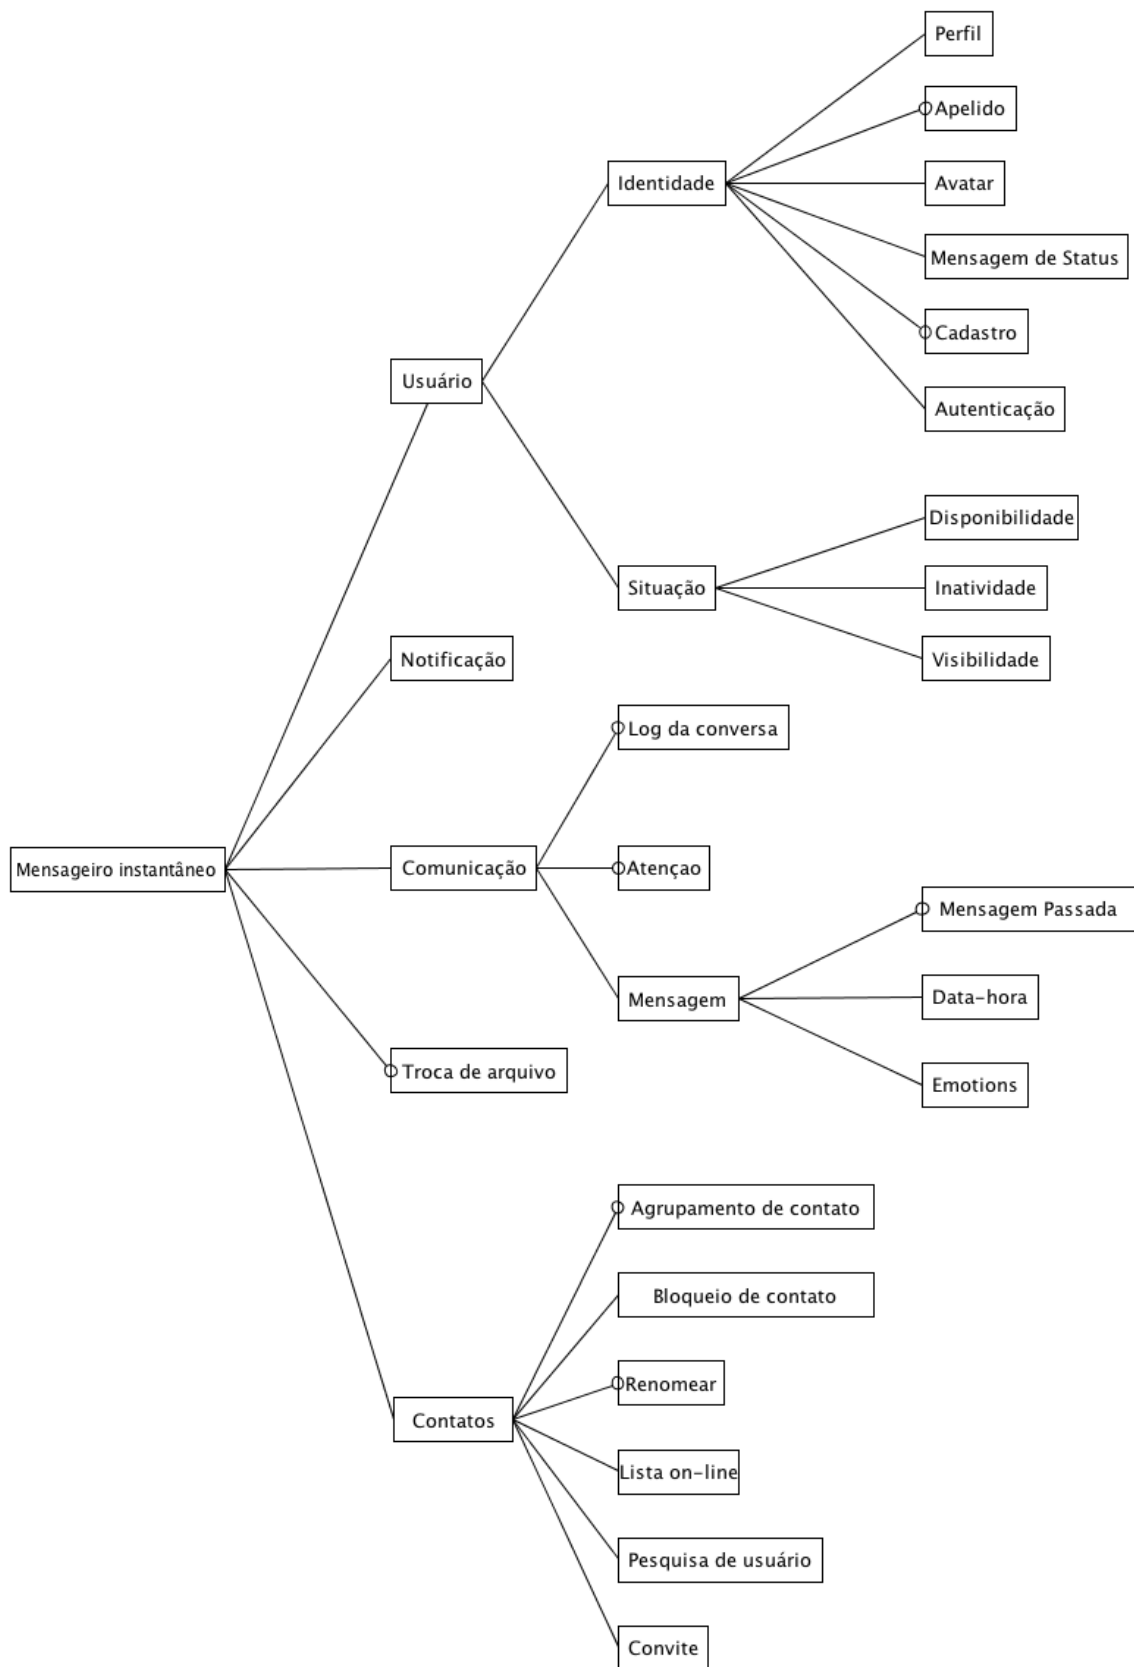 Perfil
Apelido
Identidade
Avatar
Mensagem de Status
Cadastro
Usuário
Autenticação
Disponibilidade
Situação
Inatividade
Notificação
Visibilidade
Log da conversa
Mensageiro instantâneo
Comunicação
Atençao
Mensagem Passada
Mensagem
Data-hora
Troca de arquivo
Emotions
Agrupamento de contato
Bloqueio de contato
Renomear
Contatos
Lista on-line
Pesquisa de usuário
Convite